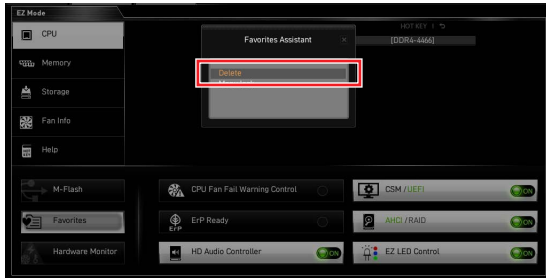 EZ Mode
HOT KEY |
CPU
Favorites Assistant
×
[DDR4-4466]
Memory
Delete
Storage
Fan Info
Help
M-Flash
CPU Fan Fail Warning Control
CSM /UEFI
ON
Favorites
ErP
ErP Ready
AHCI /RAID
ON
Hardware Monitor
HD Audio Controller
ON
EZ LED Control
ON